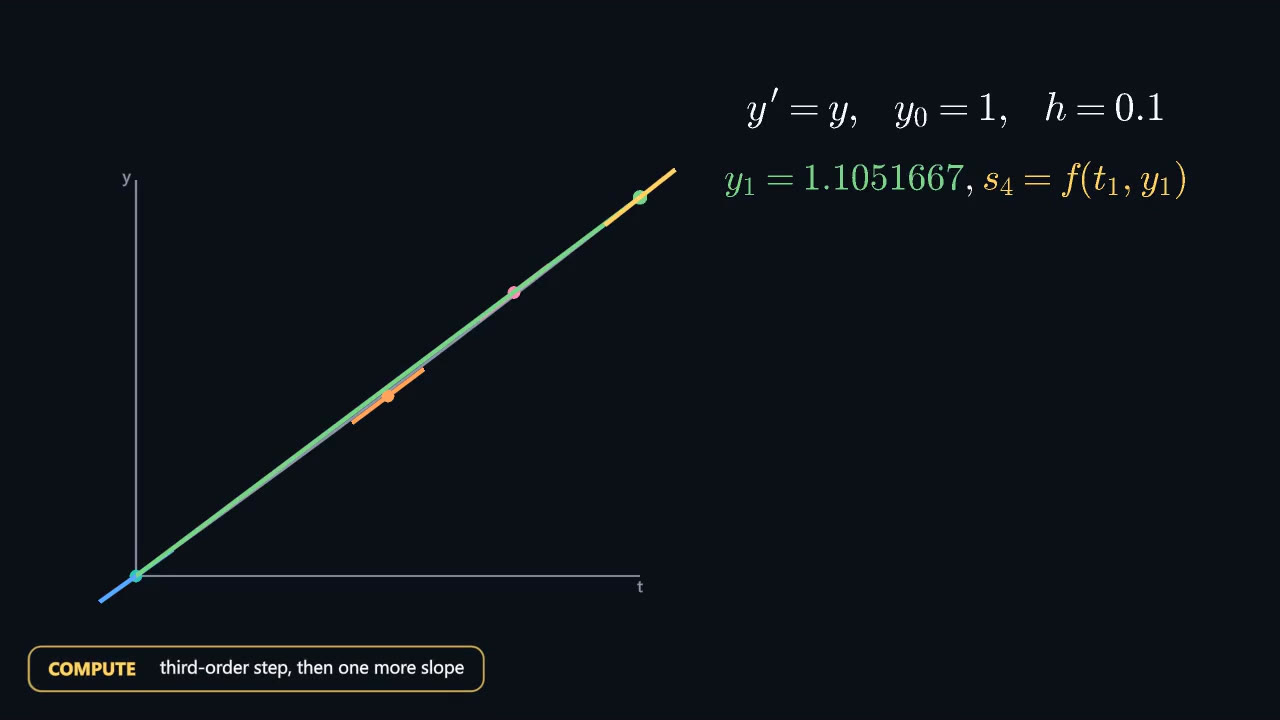 y′ = y, y₀ = 1, h = 0.1
y₁ = 1.1051667, s₄ = f(t₁, y₁)
y
t
COMPUTE third-order step, then one more slope